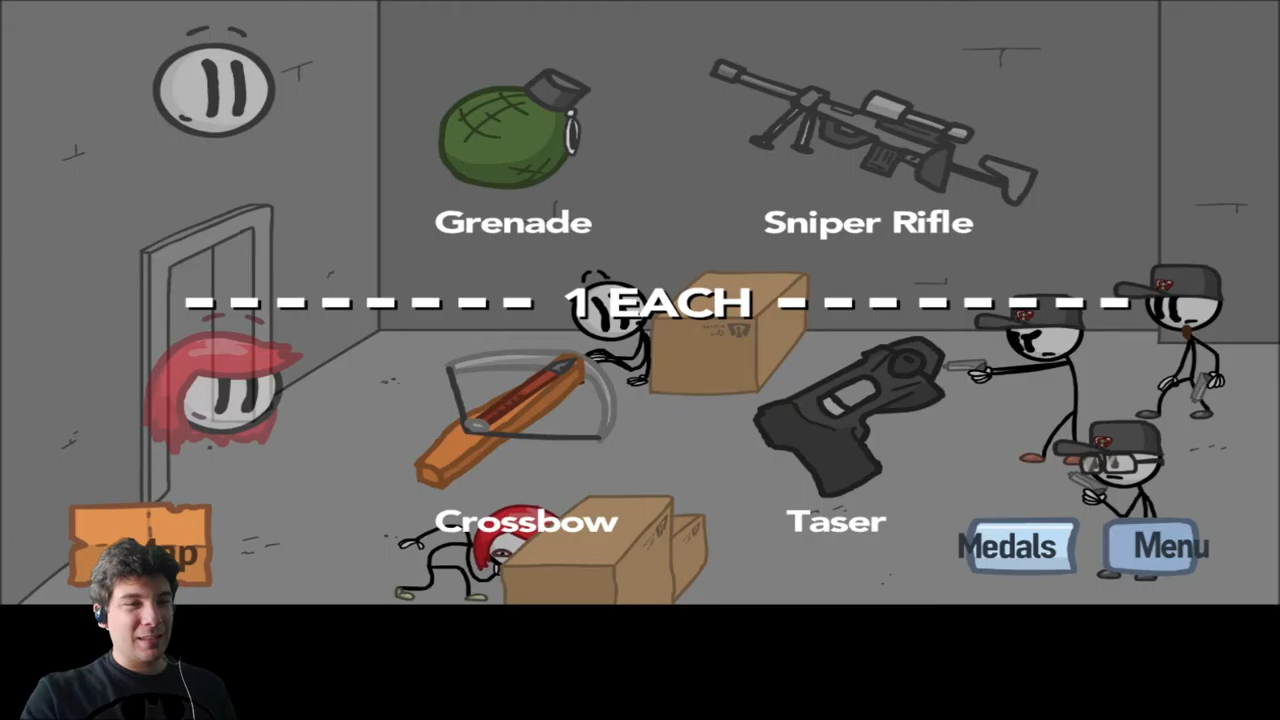 Grenade
Sniper Rifle
1 EACH
Crossbow
Taser
Medals
Menu